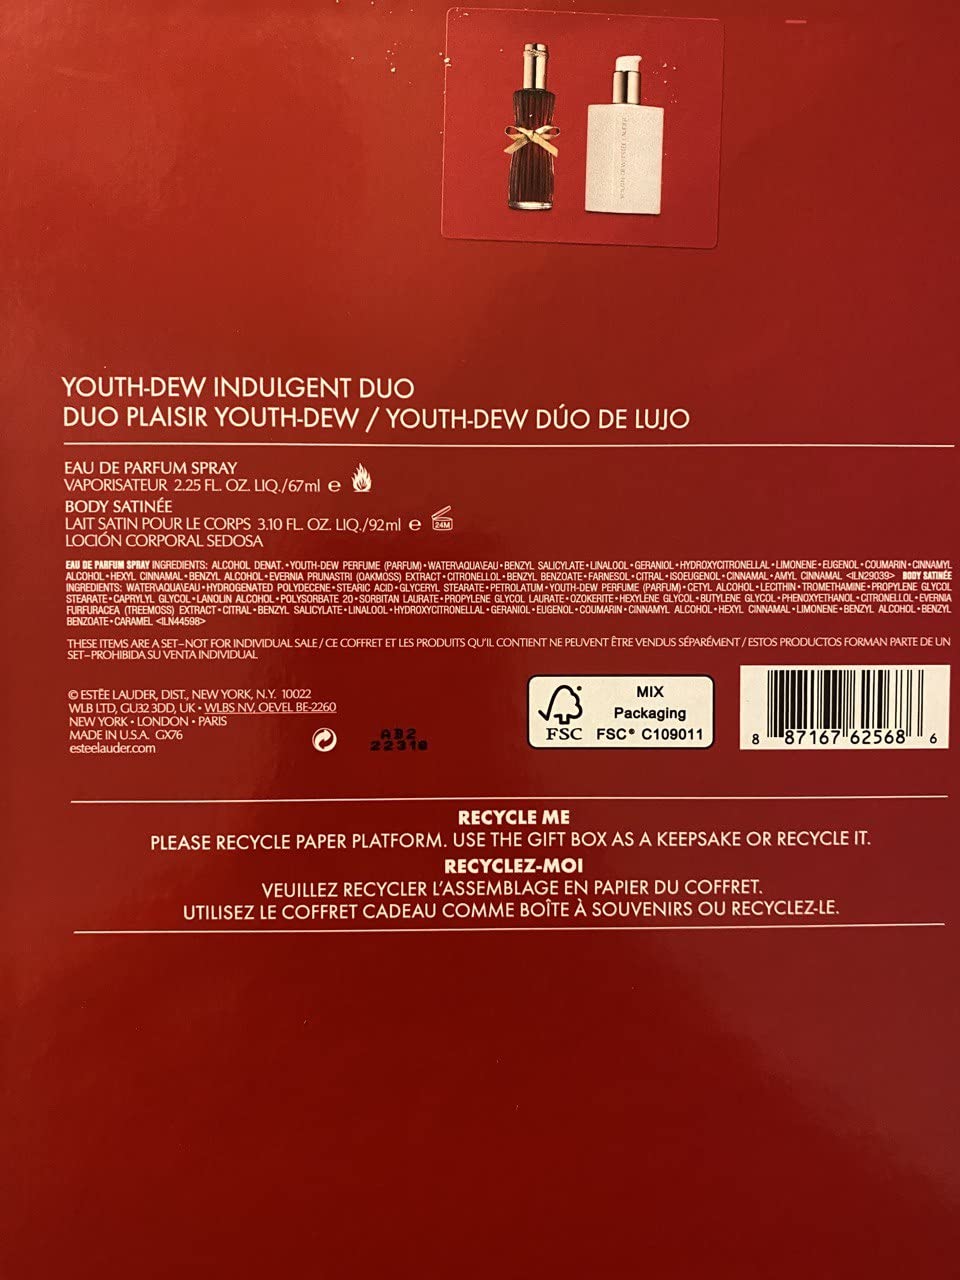 YOUTH-DEW ESTĒE LAUDER
YOUTH-DEW INDULGENT DUO
DUO PLAISIR YOUTH-DEW / YOUTH-DEW DÚO DE LUJO
EAU DE PARFUM SPRAY
VAPORISATEUR 2.25 FL. OZ. LIQ./67ml e
BODY SATINÉE
LAIT SATIN POUR LE CORPS 3.10 FL. OZ. LIQ./92ml e 24M
LOCIÓN CORPORAL SEDOSA
EAU DE PARFUM SPRAY INGREDIENTS: ALCOHOL DENAT. • YOUTH-DEW PERFUME (PARFUM) • WATER\AQUA\EAU • BENZYL SALICYLATE • LINALOOL • GERANIOL • HYDROXYCITRONELLAL • LIMONENE • EUGENOL • COUMARIN • CINNAMYL
ALCOHOL • HEXYL CINNAMAL • BENZYL ALCOHOL • EVERNIA PRUNASTRI (OAKMOSS) EXTRACT • CITRONELLOL • BENZYL BENZOATE • FARNESOL • CITRAL • ISOEUGENOL • CINNAMAL • AMYL CINNAMAL <ILN29039> BODY SATINÉE
INGREDIENTS: WATER\AQUA\EAU • HYDROGENATED POLYDECENE • STEARIC ACID • GLYCERYL STEARATE • PETROLATUM • YOUTH-DEW PERFUME (PARFUM) • CETYL ALCOHOL • LECITHIN • TROMETHAMINE • PROPYLENE GLYCOL
STEARATE • CAPRYLYL GLYCOL • LANOLIN ALCOHOL • POLYSORBATE 20 • SORBITAN LAURATE • PROPYLENE GLYCOL LAURATE • OZOKERITE • HEXYLENE GLYCOL • BUTYLENE GLYCOL • PHENOXYETHANOL • CITRONELLOL • EVERNIA
FURFURACEA (TREEMOSS) EXTRACT • CITRAL • BENZYL SALICYLATE • LINALOOL • HYDROXYCITRONELLAL • GERANIOL • EUGENOL • COUMARIN • CINNAMYL ALCOHOL • HEXYL CINNAMAL • LIMONENE • BENZYL ALCOHOL • BENZYL
BENZOATE • CARAMEL <ILN44598>
THESE ITEMS ARE A SET–NOT FOR INDIVIDUAL SALE / CE COFFRET ET LES PRODUITS QU'IL CONTIENT NE PEUVENT ÊTRE VENDUS SÉPARÉMENT / ESTOS PRODUCTOS FORMAN PARTE DE UN
SET–PROHIBIDA SU VENTA INDIVIDUAL
© ESTĒE LAUDER, DIST., NEW YORK, N.Y. 10022
WLB LTD, GU32 3DD, UK • WLBS NV, OEVEL BE-2260
NEW YORK • LONDON • PARIS
MADE IN U.S.A. GX76
esteelauder.com
AB2
22318
FSC
MIX
Packaging
FSC® C109011
8 87167 62568 6
RECYCLE ME
PLEASE RECYCLE PAPER PLATFORM. USE THE GIFT BOX AS A KEEPSAKE OR RECYCLE IT.
RECYCLEZ-MOI
VEUILLEZ RECYCLER L'ASSEMBLAGE EN PAPIER DU COFFRET.
UTILISEZ LE COFFRET CADEAU COMME BOÎTE À SOUVENIRS OU RECYCLEZ-LE.